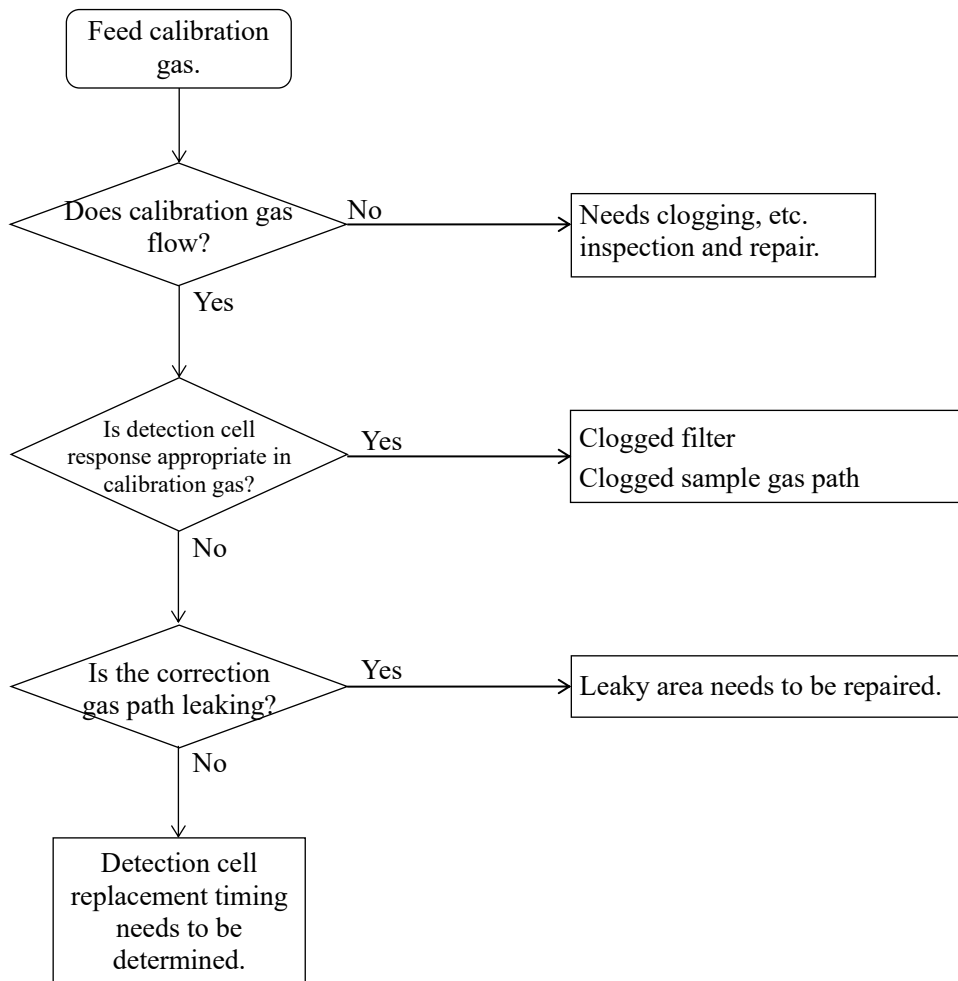 Feed calibration
gas.
Does calibration gas
flow?
No
Needs clogging, etc.
inspection and repair.
Yes
Is detection cell
response appropriate in
calibration gas?
Yes
Clogged filter
Clogged sample gas path
No
Is the correction
gas path leaking?
Yes
Leaky area needs to be repaired.
No
Detection cell
replacement timing
needs to be
determined.